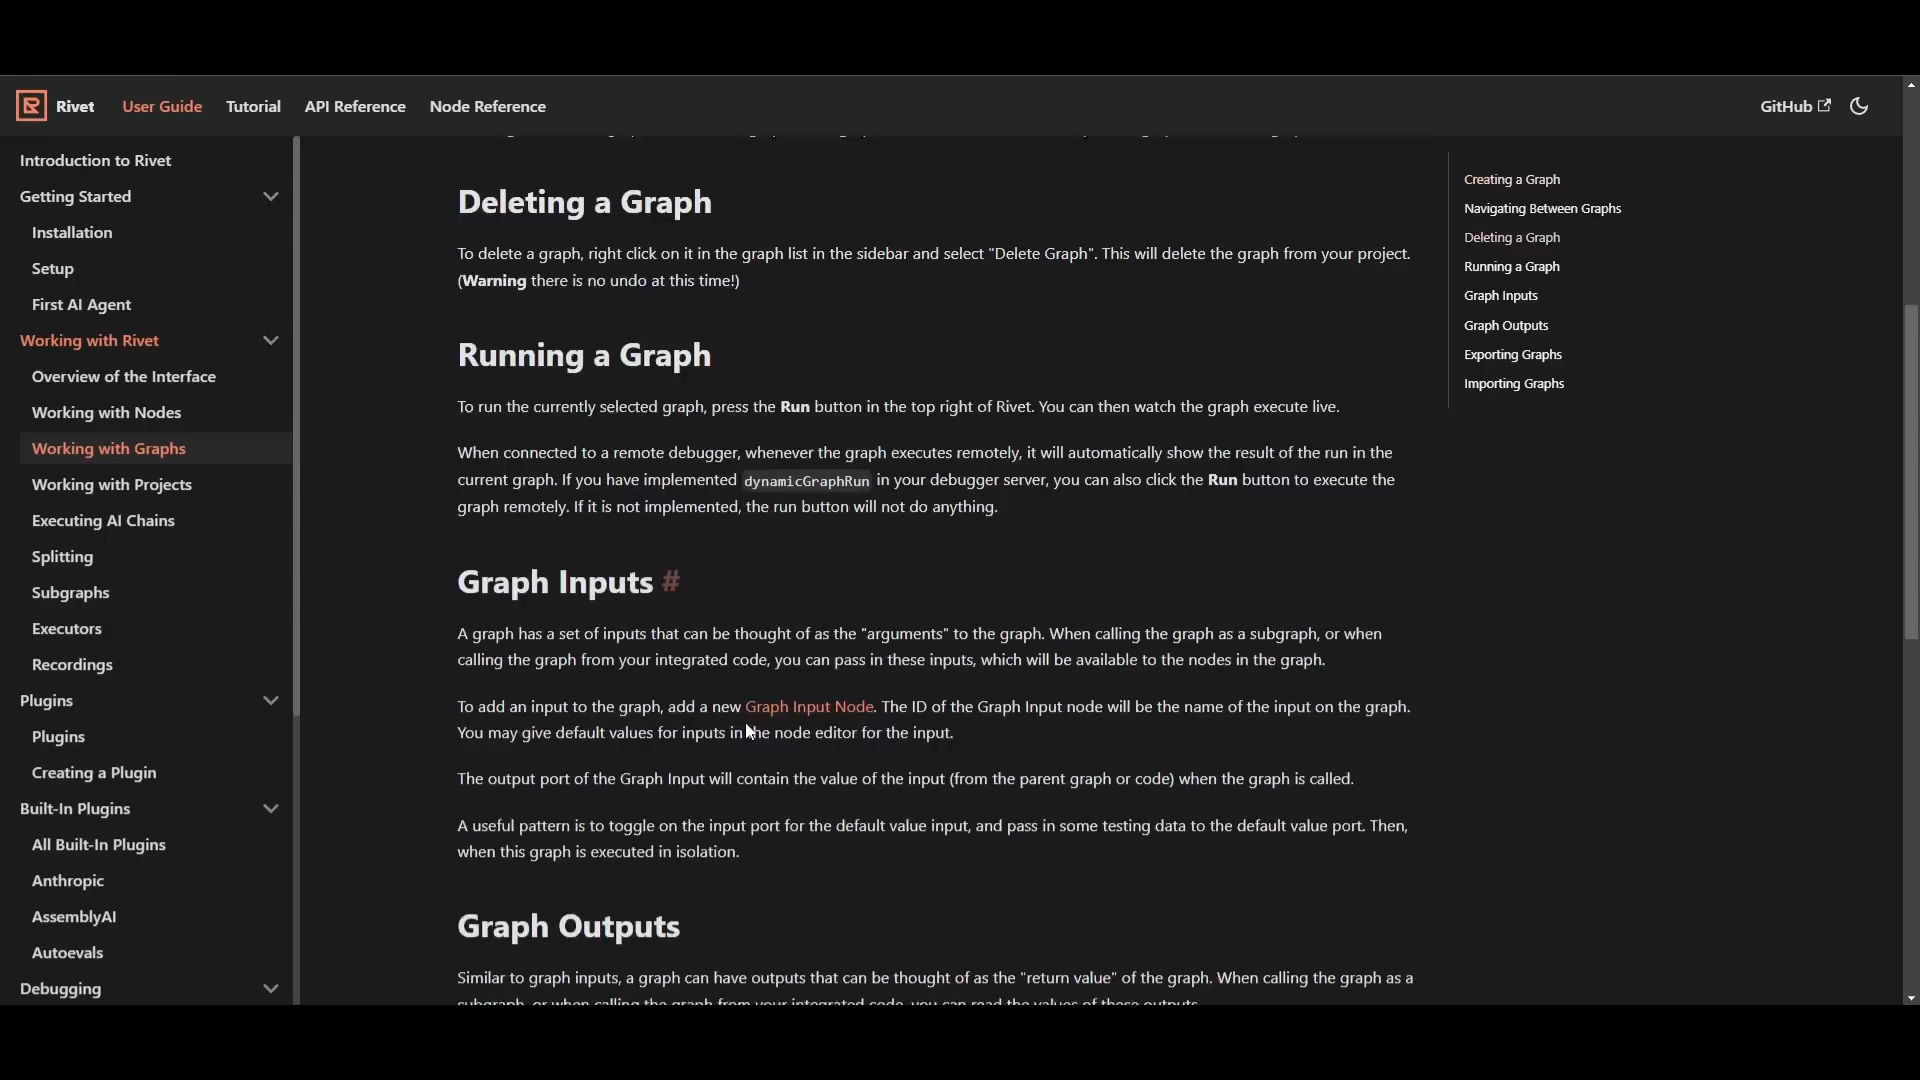 Rivet User Guide Tutorial API Reference Node Reference GitHub
Introduction to Rivet
Getting Started
Installation
Setup
First AI Agent
Working with Rivet
Overview of the Interface
Working with Nodes
Working with Graphs
Working with Projects
Executing AI Chains
Splitting
Subgraphs
Executors
Recordings
Plugins
Plugins
Creating a Plugin
Built-In Plugins
All Built-In Plugins
Anthropic
AssemblyAI
Autoevals
Debugging
Deleting a Graph
To delete a graph, right click on it in the graph list in the sidebar and select "Delete Graph". This will delete the graph from your project.
(Warning there is no undo at this time!)
Running a Graph
To run the currently selected graph, press the Run button in the top right of Rivet. You can then watch the graph execute live.
When connected to a remote debugger, whenever the graph executes remotely, it will automatically show the result of the run in the
current graph. If you have implemented dynamicGraphRun in your debugger server, you can also click the Run button to execute the
graph remotely. If it is not implemented, the run button will not do anything.
Graph Inputs #
A graph has a set of inputs that can be thought of as the "arguments" to the graph. When calling the graph as a subgraph, or when
calling the graph from your integrated code, you can pass in these inputs, which will be available to the nodes in the graph.
To add an input to the graph, add a new Graph Input Node. The ID of the Graph Input node will be the name of the input on the graph.
You may give default values for inputs in the node editor for the input.
The output port of the Graph Input will contain the value of the input (from the parent graph or code) when the graph is called.
A useful pattern is to toggle on the input port for the default value input, and pass in some testing data to the default value port. Then,
when this graph is executed in isolation.
Graph Outputs
Similar to graph inputs, a graph can have outputs that can be thought of as the "return value" of the graph. When calling the graph as a
subgraph, or when calling the graph from your integrated code, you can read the values of these outputs.
Creating a Graph
Navigating Between Graphs
Deleting a Graph
Running a Graph
Graph Inputs
Graph Outputs
Exporting Graphs
Importing Graphs